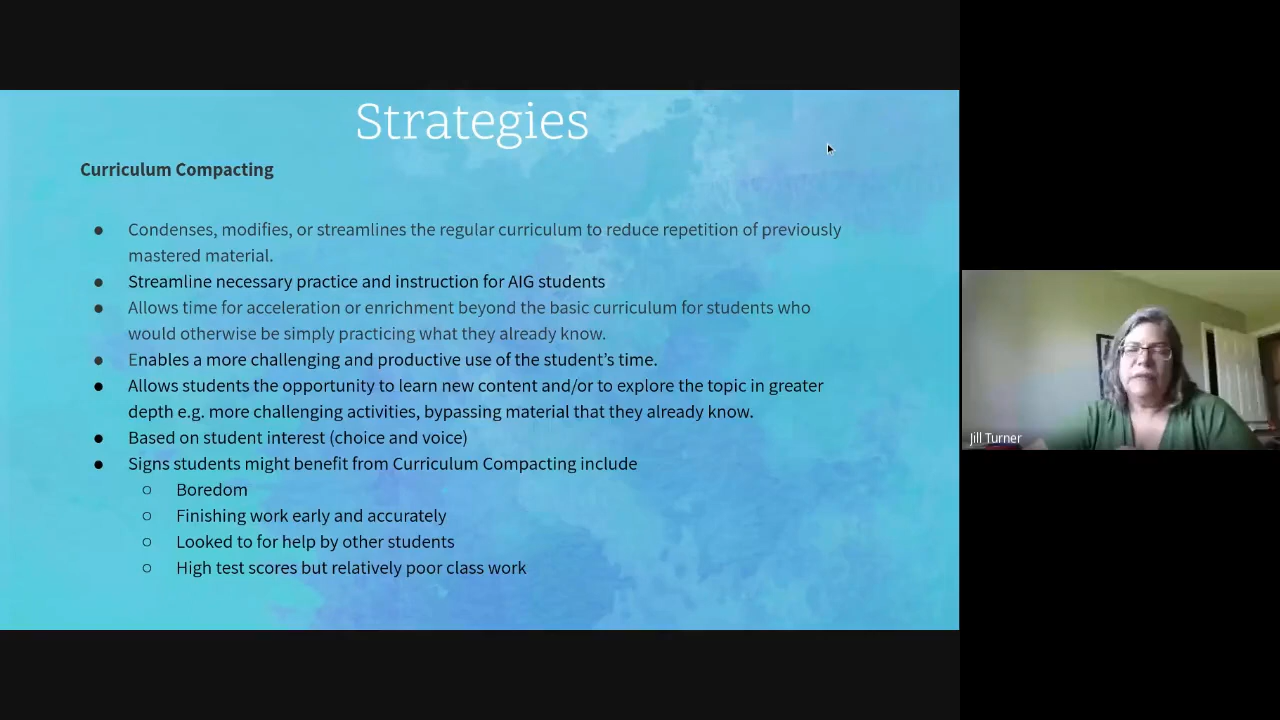 Strategies
Curriculum Compacting
● Condenses, modifies, or streamlines the regular curriculum to reduce repetition of previously
mastered material.
● Streamline necessary practice and instruction for AIG students
● Allows time for acceleration or enrichment beyond the basic curriculum for students who
would otherwise be simply practicing what they already know.
● Enables a more challenging and productive use of the student’s time.
● Allows students the opportunity to learn new content and/or to explore the topic in greater
depth e.g. more challenging activities, bypassing material that they already know.
● Based on student interest (choice and voice)
● Signs students might benefit from Curriculum Compacting include
○ Boredom
○ Finishing work early and accurately
○ Looked to for help by other students
○ High test scores but relatively poor class work
Jill Turner